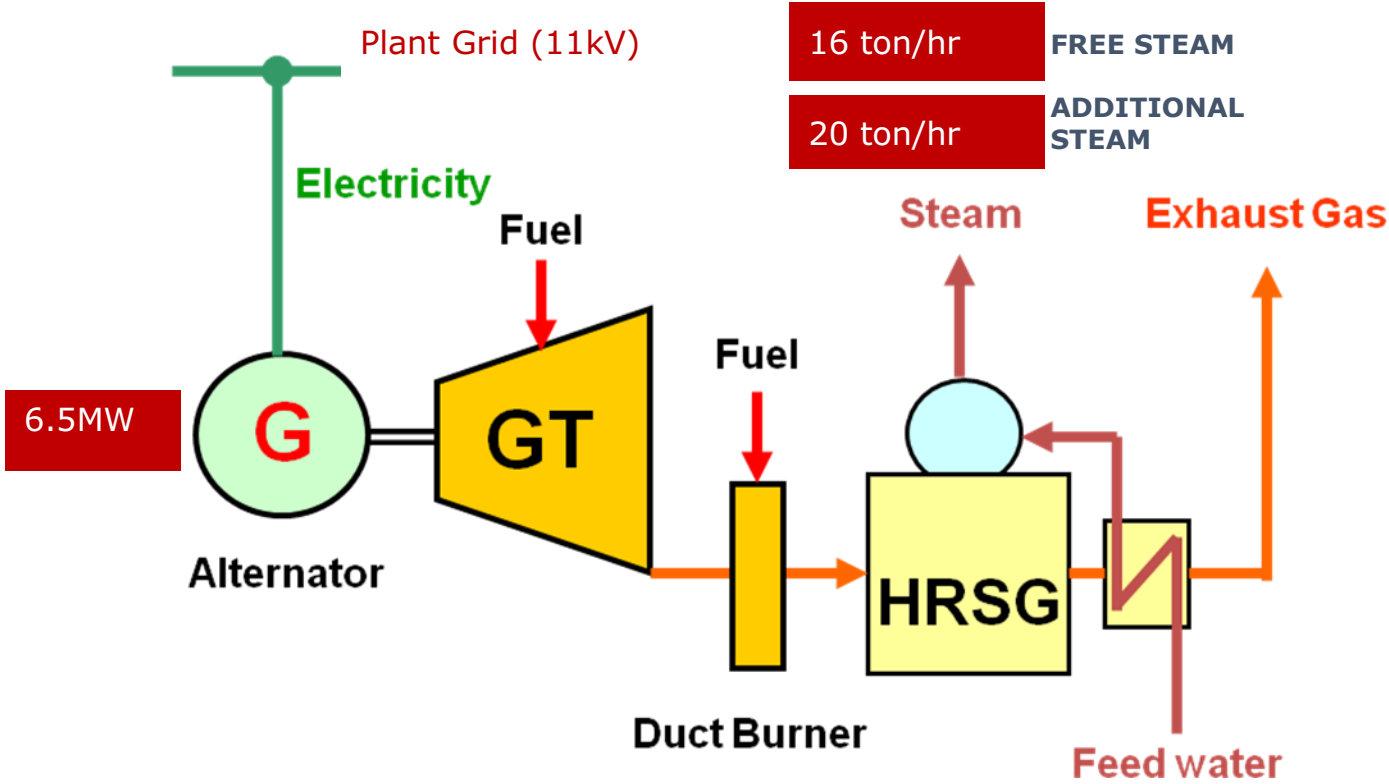 Plant Grid (11kV)
16 ton/hr
FREE STEAM
20 ton/hr
ADDITIONAL
STEAM
Electricity
Fuel
Steam
Exhaust Gas
Fuel
6.5MW
G
GT
Alternator
HRSG
Duct Burner
Feed water